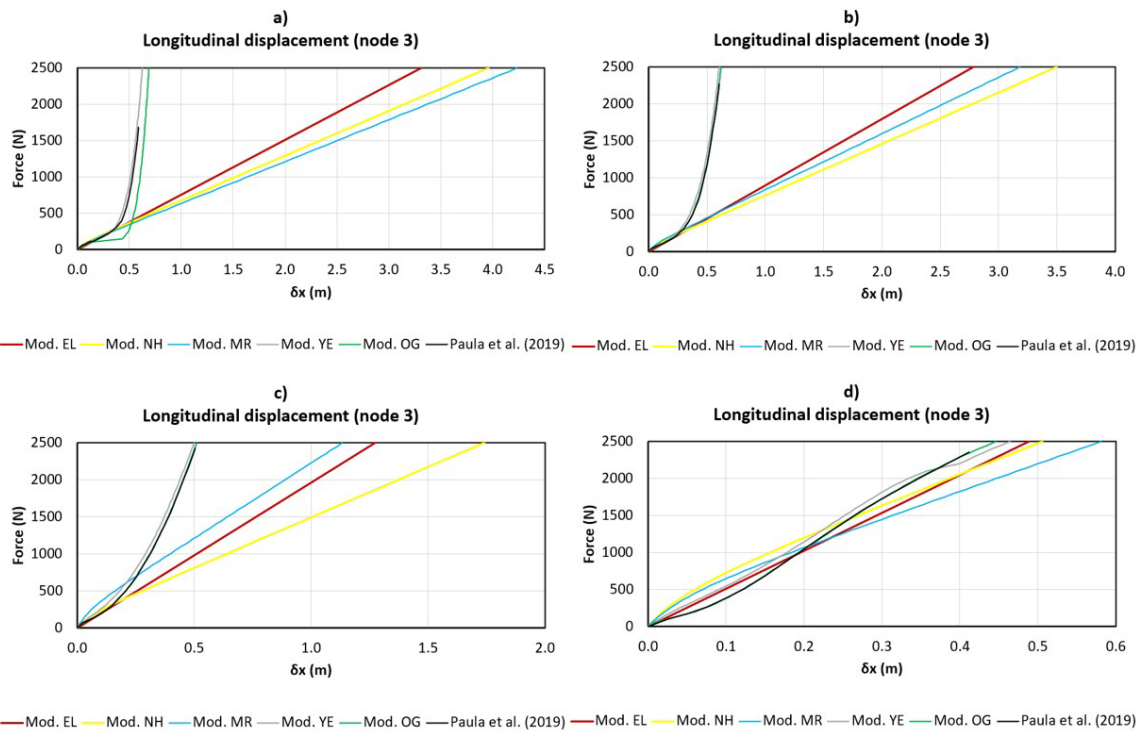 a)
Longitudinal displacement (node 3)
2500
2000
1500
1000
500
0
Force (N)
0.0 0.5 1.0 1.5 2.0 2.5 3.0 3.5 4.0 4.5
δx (m)
Mod. EL Mod. NH Mod. MR Mod. YE Mod. OG Paula et al. (2019)
b)
Longitudinal displacement (node 3)
2500
2000
1500
1000
500
0
Force (N)
0.0 0.5 1.0 1.5 2.0 2.5 3.0 3.5 4.0
δx (m)
Mod. EL Mod. NH Mod. MR Mod. YE Mod. OG Paula et al. (2019)
c)
Longitudinal displacement (node 3)
2500
2000
1500
1000
500
0
Force (N)
0.0 0.5 1.0 1.5 2.0
δx (m)
Mod. EL Mod. NH Mod. MR Mod. YE Mod. OG Paula et al. (2019)
d)
Longitudinal displacement (node 3)
2500
2000
1500
1000
500
0
Force (N)
0.0 0.1 0.2 0.3 0.4 0.5 0.6
δx (m)
Mod. EL Mod. NH Mod. MR Mod. YE Mod. OG Paula et al. (2019)